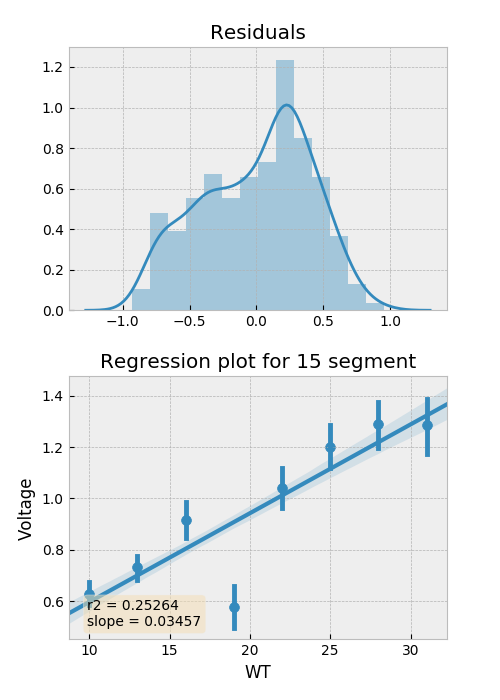 Residuals
1.2
1.0
0.8
0.6
0.4
0.2
0.0
−1.0 −0.5 0.0 0.5 1.0
Regression plot for 15 segment
1.4
1.2
1.0
0.8
0.6
Voltage
r2 = 0.25264
slope = 0.03457
10 15 20 25 30
WT